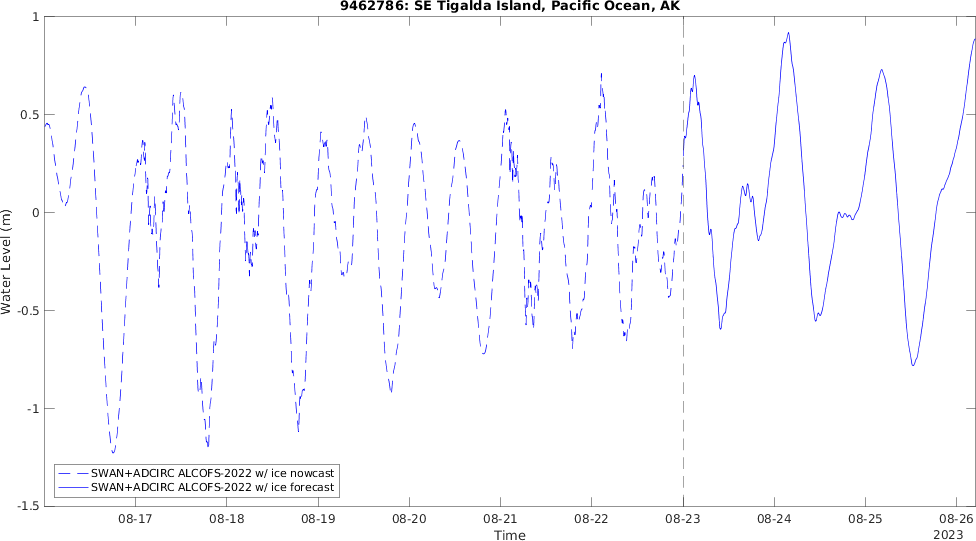 9462786: SE Tigalda Island, Pacific Ocean, AK
1
0.5
0
-0.5
-1
-1.5
Water Level (m)
SWAN+ADCIRC ALCOFS-2022 w/ ice nowcast
SWAN+ADCIRC ALCOFS-2022 w/ ice forecast
08-17 08-18 08-19 08-20 08-21 08-22 08-23 08-24 08-25 08-26
Time
2023